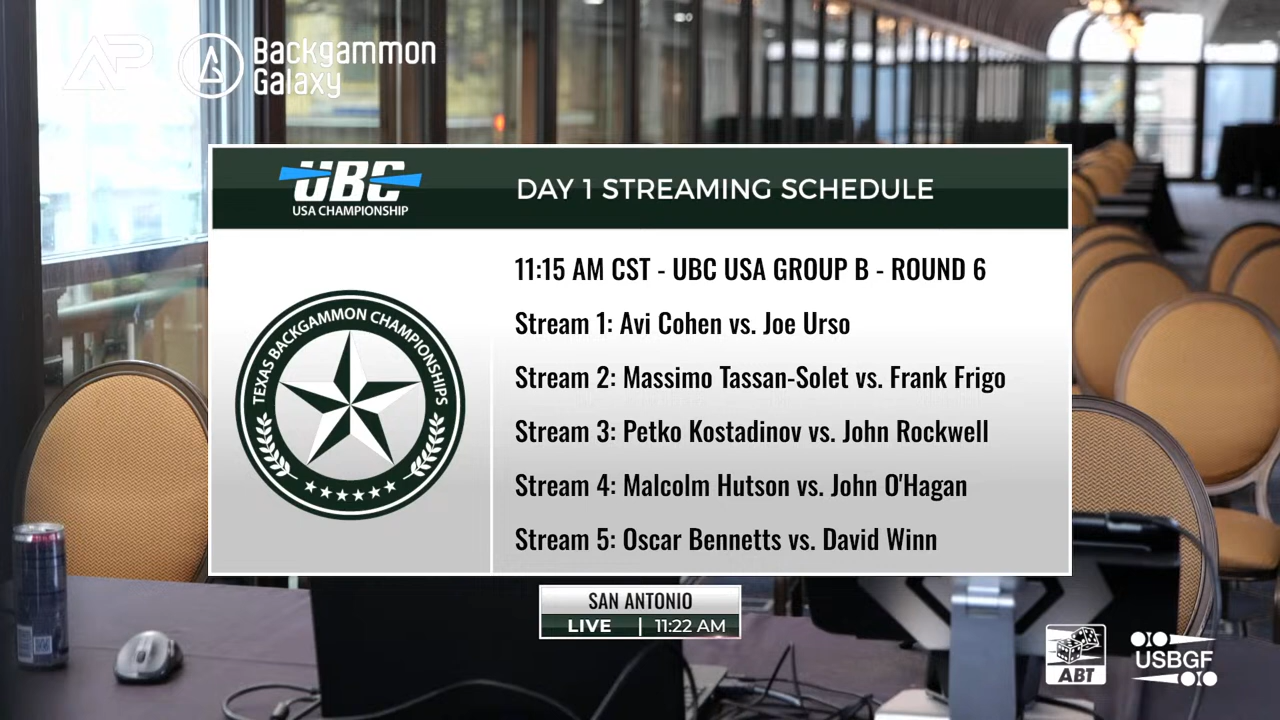 AP
Backgammon
Galaxy
UBC
USA CHAMPIONSHIP
DAY 1 STREAMING SCHEDULE
TEXAS BACKGAMMON CHAMPIONSHIPS
11:15 AM CST - UBC USA GROUP B - ROUND 6
Stream 1: Avi Cohen vs. Joe Urso
Stream 2: Massimo Tassan-Solet vs. Frank Frigo
Stream 3: Petko Kostadinov vs. John Rockwell
Stream 4: Malcolm Hutson vs. John O'Hagan
Stream 5: Oscar Bennetts vs. David Winn
SAN ANTONIO
LIVE | 11:22 AM
ABT
USBGF